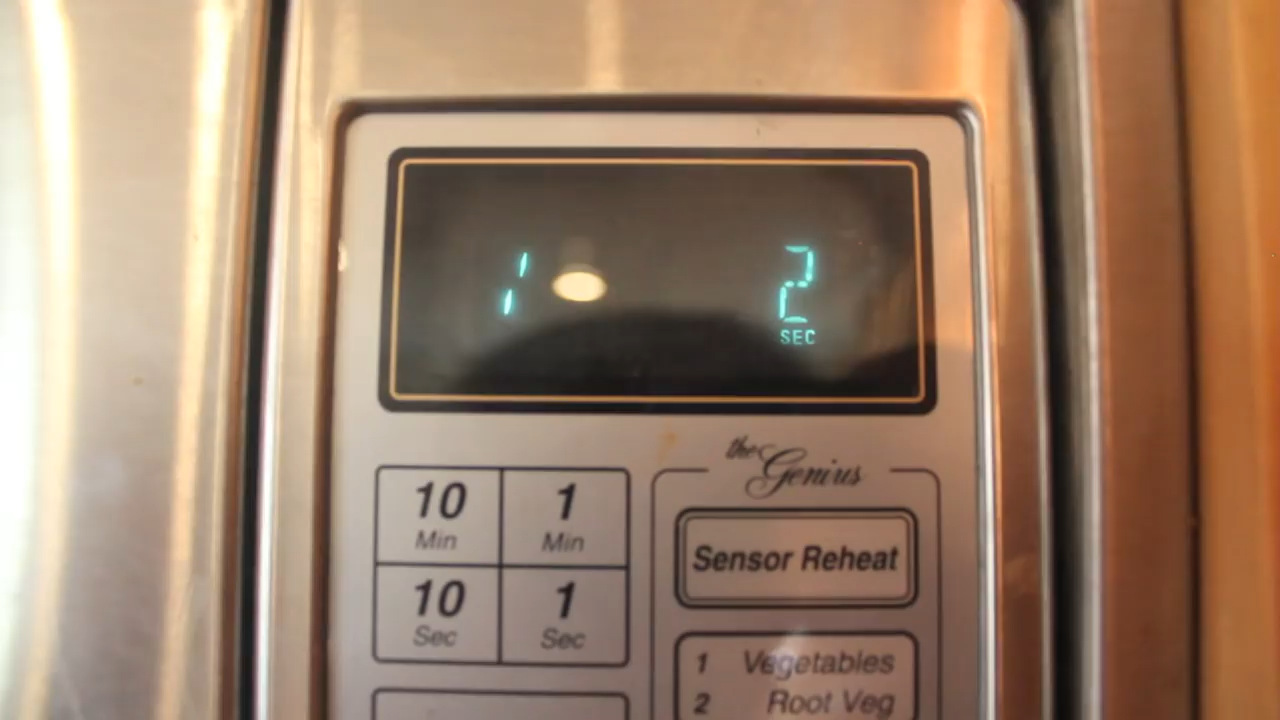 / 2
SEC
the Genius
10 Min
1 Min
10 Sec
1 Sec
Sensor Reheat
1 Vegetables
2 Root Veg